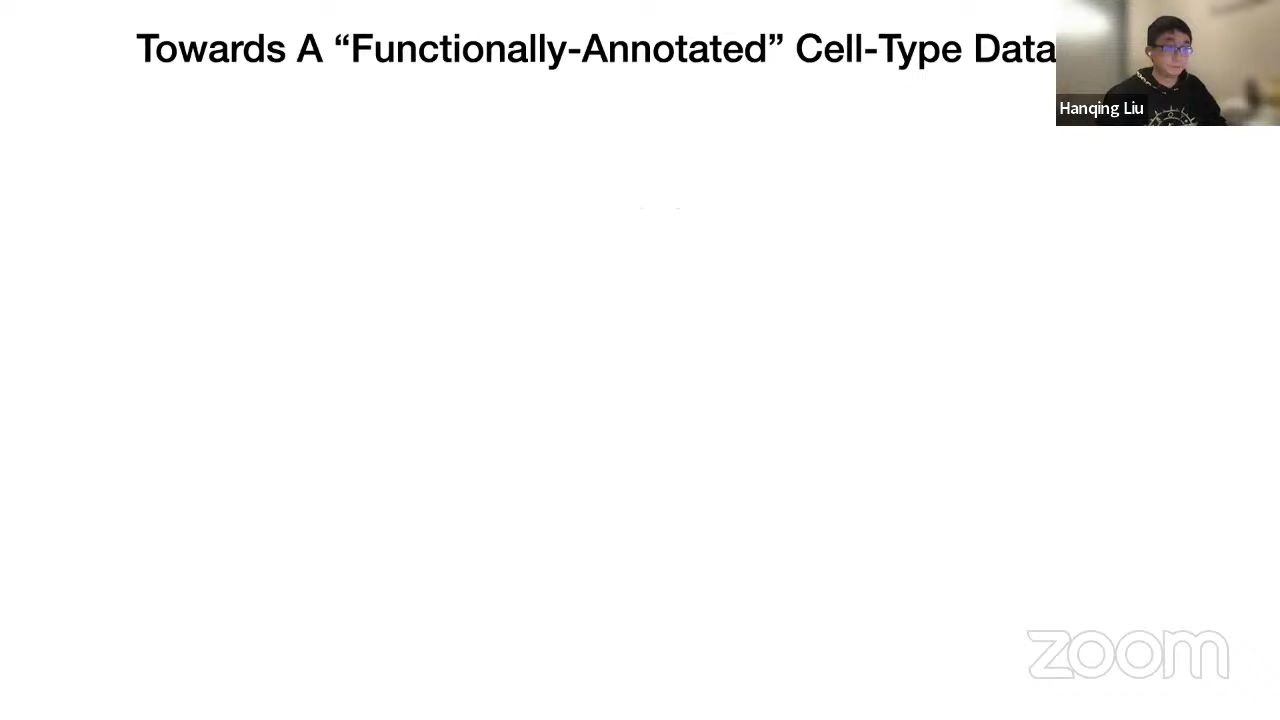 Towards A “Functionally-Annotated” Cell-Type Data
Hanqing Liu
zoom